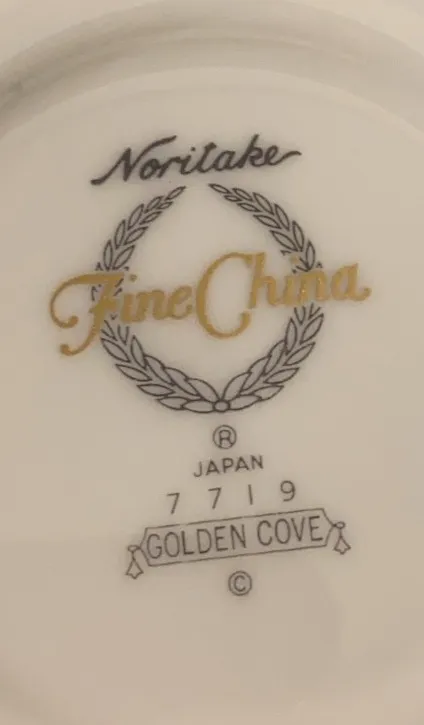 Noritake
Fine China
®
JAPAN
7719
GOLDEN COVE
©